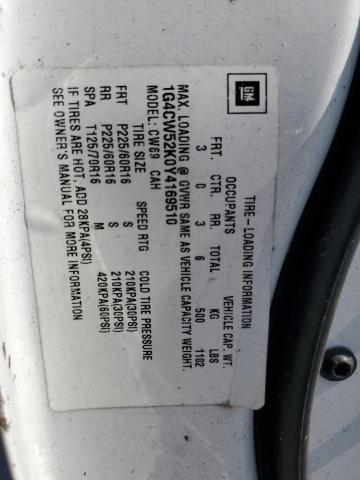 GM
TIRE-LOADING INFORMATION
OCCUPANTS VEHICLE CAP. WT.
FRT. CTR. RR. TOTAL KG LBS
3 0 3 6 500 1102
MAX. LOADING @ GVWR SAME AS VEHICLE CAPACITY WEIGHT.
1G4CW52K0Y4169510
MODEL: CW69 CAH
TIRE SIZE SPEED RTG COLD TIRE PRESSURE
FRT P225/60R16 S 210KPA(30PSI)
RR P225/60R16 S 210KPA(30PSI)
SPA T125/70R16 M 420KPA(60PSI)
IF TIRES ARE HOT, ADD 28KPA(4PSI)
SEE OWNER'S MANUAL FOR MORE INFORMATION